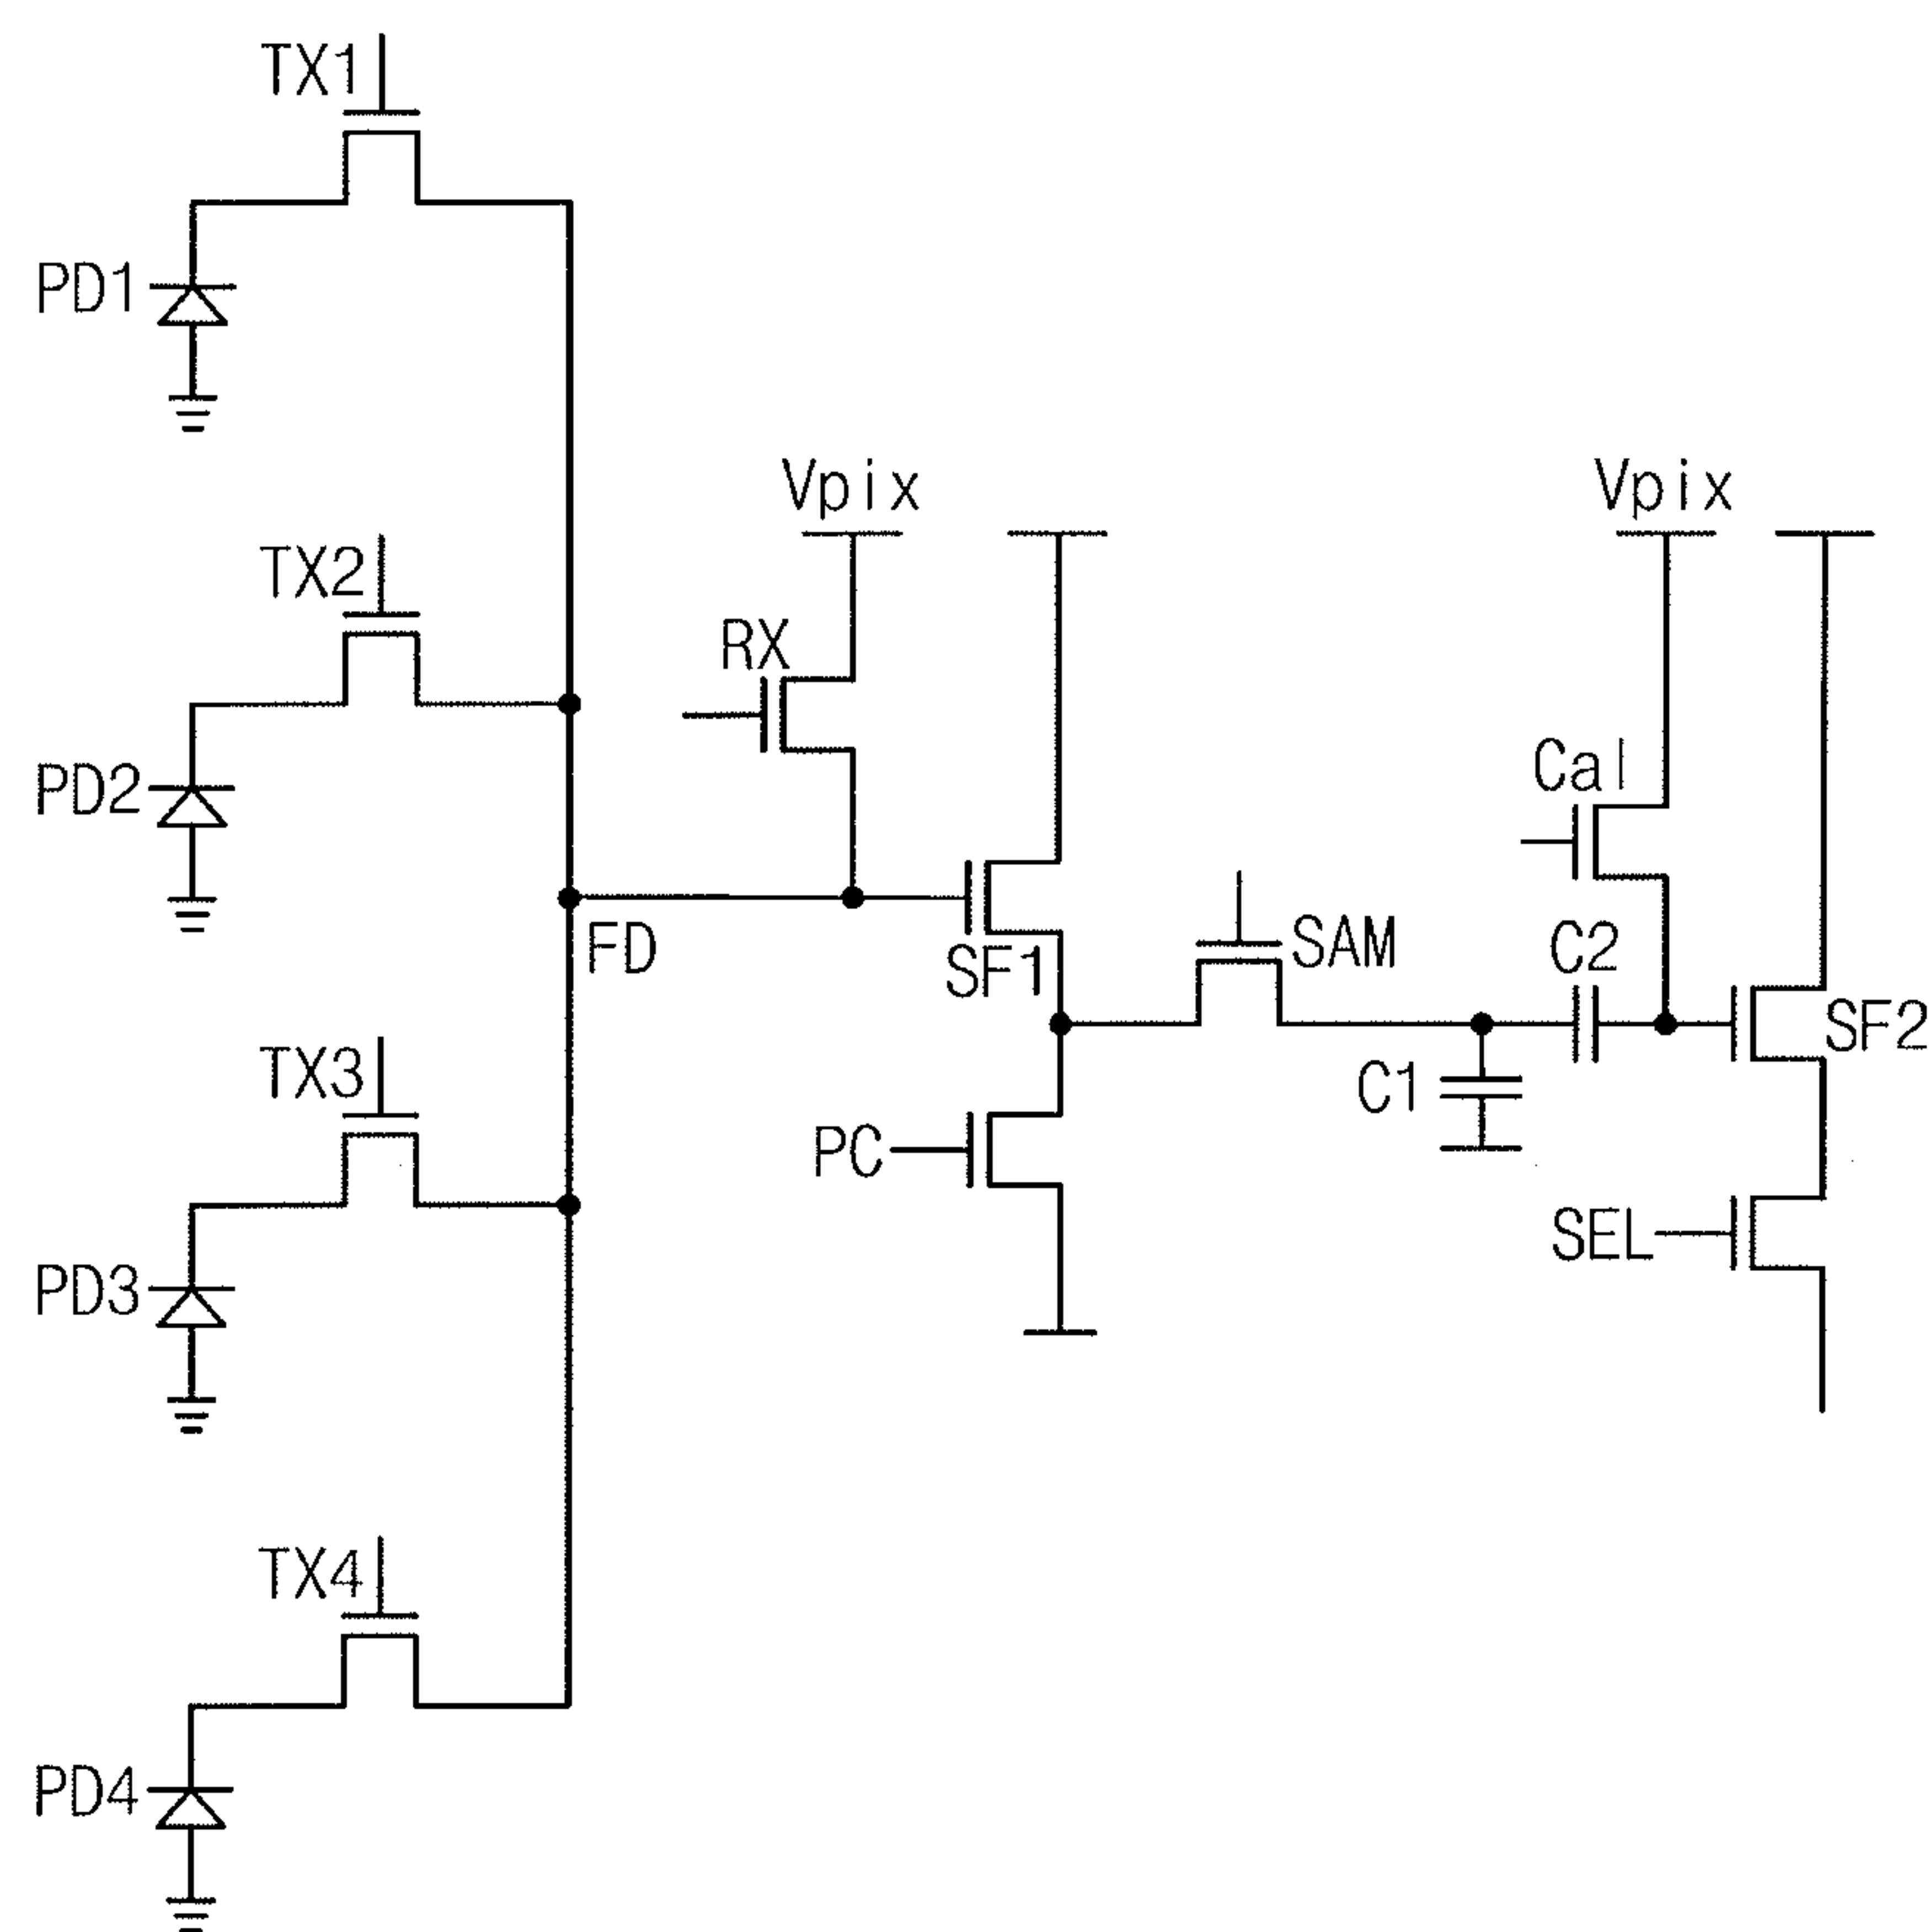 TX1
PD1
Vpix
Vpix
TX2
RX
Cal
PD2
C2
FD
SF1
SAM
SF2
TX3
C1
PC
SEL
PD3
TX4
PD4